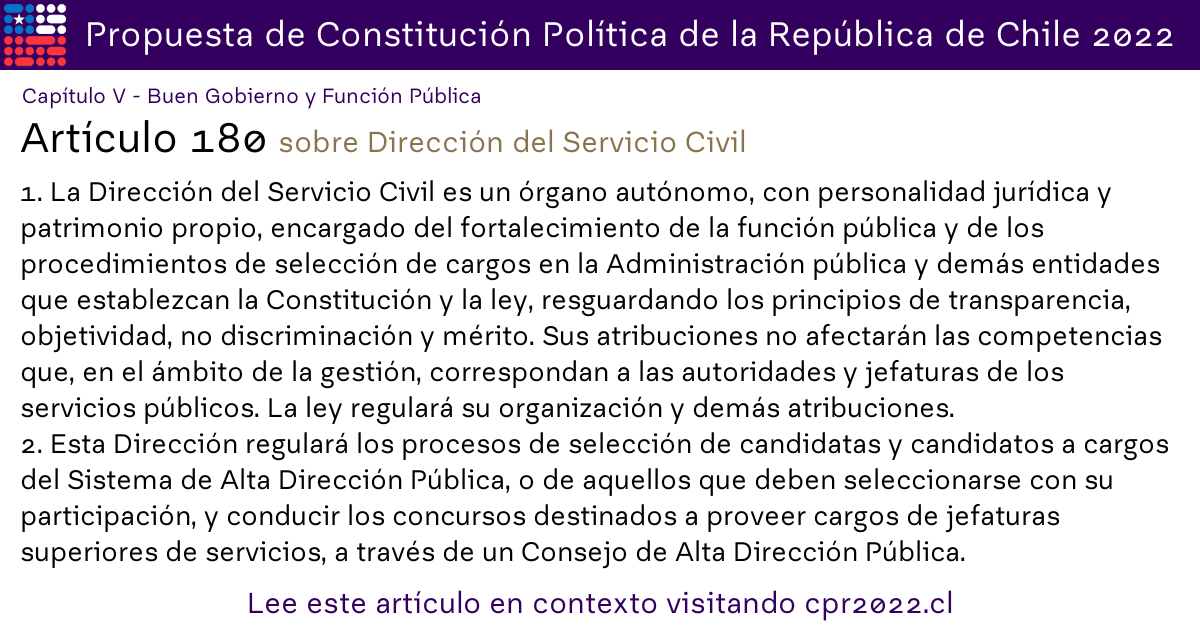 Propuesta de Constitución Política de la República de Chile 2022
Capítulo V - Buen Gobierno y Función Pública
Artículo 180 sobre Dirección del Servicio Civil
1. La Dirección del Servicio Civil es un órgano autónomo, con personalidad jurídica y
patrimonio propio, encargado del fortalecimiento de la función pública y de los
procedimientos de selección de cargos en la Administración pública y demás entidades
que establezcan la Constitución y la ley, resguardando los principios de transparencia,
objetividad, no discriminación y mérito. Sus atribuciones no afectarán las competencias
que, en el ámbito de la gestión, correspondan a las autoridades y jefaturas de los
servicios públicos. La ley regulará su organización y demás atribuciones.
2. Esta Dirección regulará los procesos de selección de candidatas y candidatos a cargos
del Sistema de Alta Dirección Pública, o de aquellos que deben seleccionarse con su
participación, y conducir los concursos destinados a proveer cargos de jefaturas
superiores de servicios, a través de un Consejo de Alta Dirección Pública.
Lee este artículo en contexto visitando cpr2022.cl